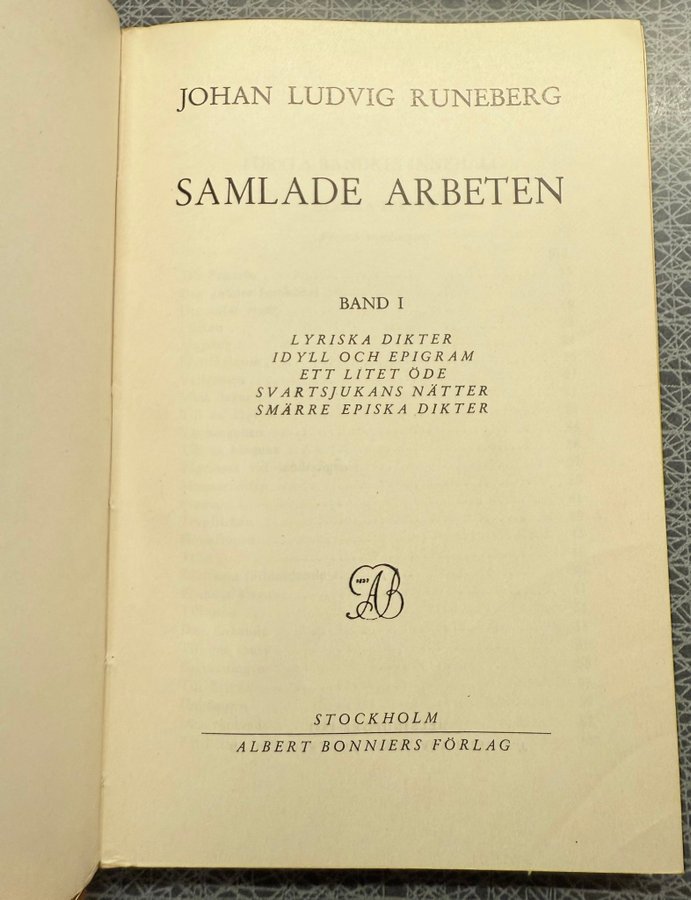 JOHAN LUDVIG RUNEBERG
SAMLADE ARBETEN
BAND I
LYRISKA DIKTER
IDYLL OCH EPIGRAM
ETT LITET ÖDE
SVARTSJUKANS NÄTTER
SMÄRRE EPISKA DIKTER
AB
STOCKHOLM
ALBERT BONNIERS FÖRLAG